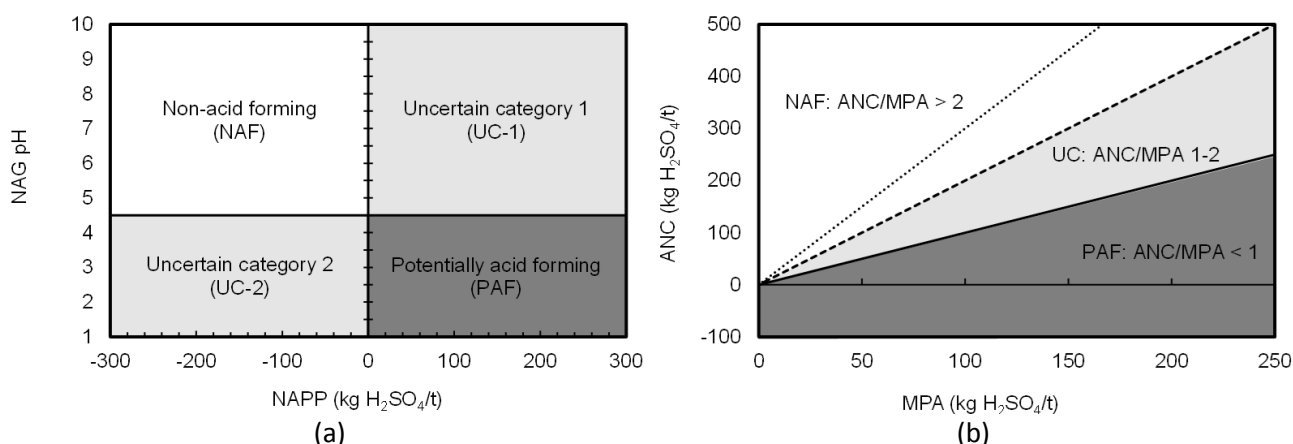 10
9
8
7
6
5
4
3
2
1
NAG pH
Non-acid forming
(NAF)
Uncertain category 1
(UC-1)
Uncertain category 2
(UC-2)
Potentially acid forming
(PAF)
-300 -200 -100 0 100 200 300
NAPP (kg H₂SO₄/t)
(a)
500
400
300
200
100
0
-100
ANC (kg H₂SO₄/t)
NAF: ANC/MPA > 2
UC: ANC/MPA 1-2
PAF: ANC/MPA < 1
0 50 100 150 200 250
MPA (kg H₂SO₄/t)
(b)